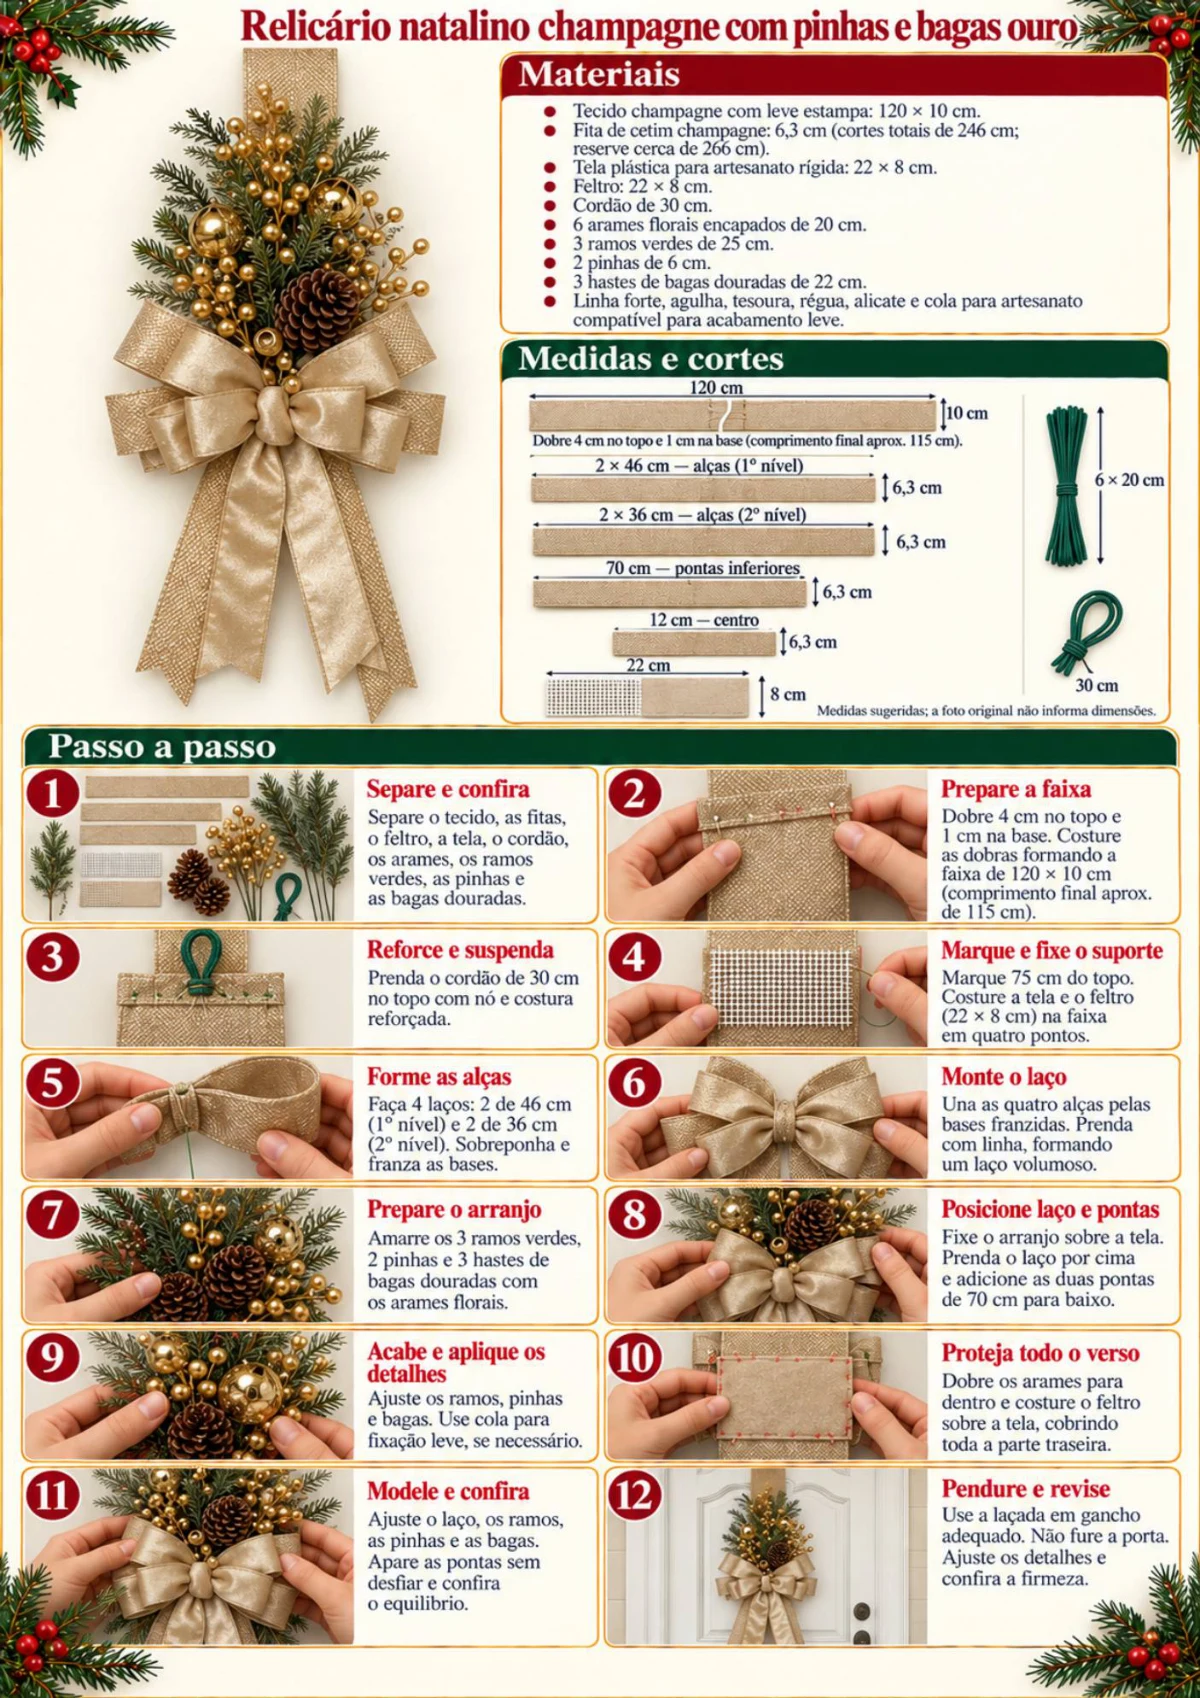 Relicário natalino champagne com pinhas e bagas ouro
Materiais
Tecido champagne com leve estampa: 120 × 10 cm.
Fita de cetim champagne: 6,3 cm (cortes totais de 246 cm;
reserve cerca de 266 cm).
Tela plástica para artesanato rígida: 22 × 8 cm.
Feltro: 22 × 8 cm.
Cordão de 30 cm.
6 arames florais encapados de 20 cm.
3 ramos verdes de 25 cm.
2 pinhas de 6 cm.
3 hastes de bagas douradas de 22 cm.
Linha forte, agulha, tesoura, régua, alicate e cola para artesanato
compatível para acabamento leve.
Medidas e cortes
120 cm
10 cm
Dobre 4 cm no topo e 1 cm na base (comprimento final aprox. 115 cm).
2 × 46 cm — alças (1º nível)
6,3 cm
2 × 36 cm — alças (2º nível)
6,3 cm
70 cm — pontas inferiores
6,3 cm
12 cm — centro
6,3 cm
22 cm
8 cm
6 × 20 cm
30 cm
Medidas sugeridas; a foto original não informa dimensões.
Passo a passo
1
Separe e confira
Separe o tecido, as fitas,
o feltro, a tela, o cordão,
os arames, os ramos
verdes, as pinhas e
as bagas douradas.
2
Prepare a faixa
Dobre 4 cm no topo e
1 cm na base. Costure
as dobras formando a
faixa de 120 × 10 cm
(comprimento final aprox.
de 115 cm).
3
Reforce e suspenda
Prenda o cordão de 30 cm
no topo com nó e costura
reforçada.
4
Marque e fixe o suporte
Marque 75 cm do topo.
Costure a tela e o feltro
(22 × 8 cm) na faixa
em quatro pontos.
5
Forme as alças
Faça 4 laços: 2 de 46 cm
(1º nível) e 2 de 36 cm
(2º nível). Sobreponha e
franza as bases.
6
Monte o laço
Una as quatro alças pelas
bases franzidas. Prenda
com linha, formando
um laço volumoso.
7
Prepare o arranjo
Amarre os 3 ramos verdes,
2 pinhas e 3 hastes de
bagas douradas com
os arames florais.
8
Posicione laço e pontas
Fixe o arranjo sobre a tela.
Prenda o laço por cima
e adicione as duas pontas
de 70 cm para baixo.
9
Acabe e aplique os
detalhes
Ajuste os ramos, pinhas
e bagas. Use cola para
fixação leve, se necessário.
10
Proteja todo o verso
Dobre os arames para
dentro e costure o feltro
sobre a tela, cobrindo
toda a parte traseira.
11
Modele e confira
Ajuste o laço, os ramos,
as pinhas e as bagas.
Apare as pontas sem
desfiar e confira
o equilibrio.
12
Pendure e revise
Use a laçada em gancho
adequado. Não fure a porta.
Ajuste os detalhes e
confira a firmeza.